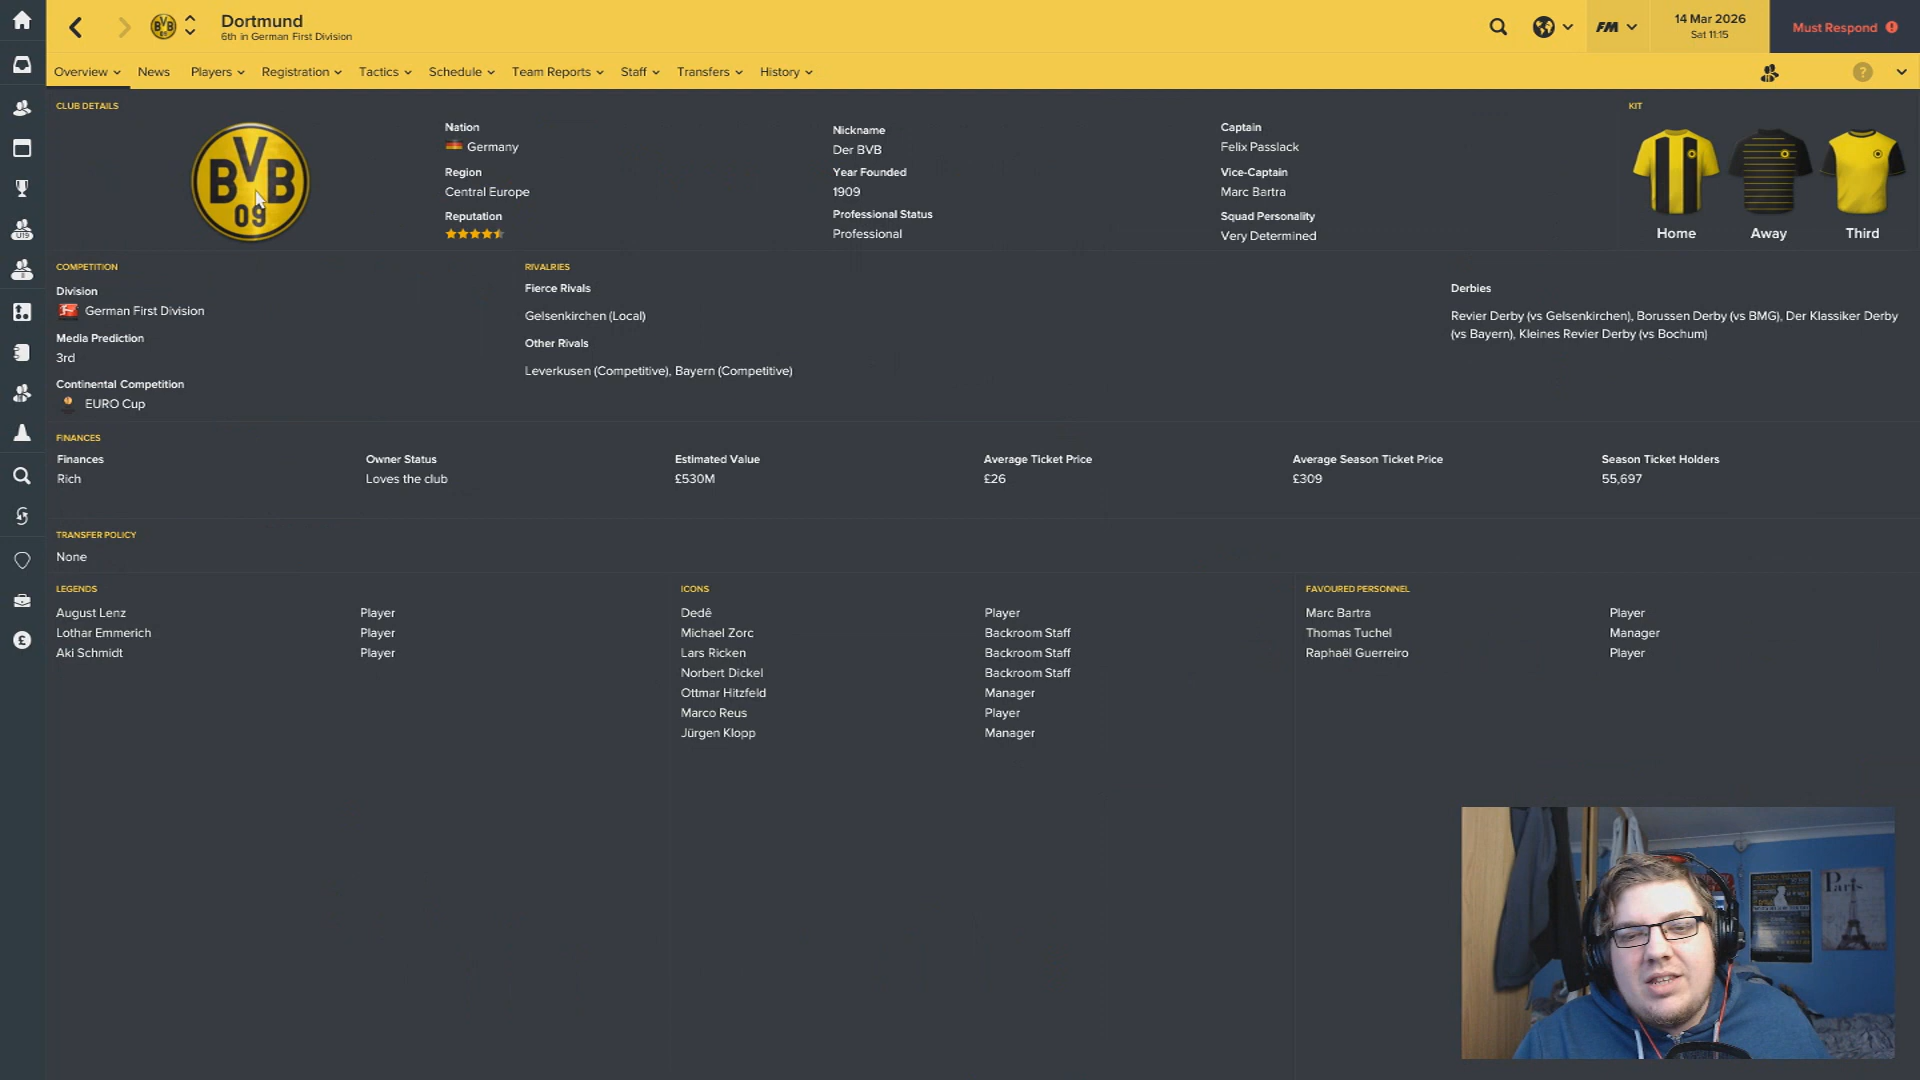 Dortmund
6th in German First Division
FM
14 Mar 2026
Sat 11:15
Must Respond
Overview
News
Players
Registration
Tactics
Schedule
Team Reports
Staff
Transfers
History
?
CLUB DETAILS
BVB
09
Nation
Germany
Region
Central Europe
Reputation
Nickname
Der BVB
Year Founded
1909
Professional Status
Professional
Captain
Felix Passlack
Vice-Captain
Marc Bartra
Squad Personality
Very Determined
KIT
Home
Away
Third
COMPETITION
Division
German First Division
Media Prediction
3rd
Continental Competition
EURO Cup
RIVALRIES
Fierce Rivals
Gelsenkirchen (Local)
Other Rivals
Leverkusen (Competitive), Bayern (Competitive)
Derbies
Revier Derby (vs Gelsenkirchen), Borussen Derby (vs BMG), Der Klassiker Derby
(vs Bayern), Kleines Revier Derby (vs Bochum)
FINANCES
Finances
Rich
Owner Status
Loves the club
Estimated Value
£530M
Average Ticket Price
£26
Average Season Ticket Price
£309
Season Ticket Holders
55,697
TRANSFER POLICY
None
LEGENDS
August Lenz Player
Lothar Emmerich Player
Aki Schmidt Player
ICONS
Dedê Player
Michael Zorc Backroom Staff
Lars Ricken Backroom Staff
Norbert Dickel Backroom Staff
Ottmar Hitzfeld Manager
Marco Reus Player
Jürgen Klopp Manager
FAVOURED PERSONNEL
Marc Bartra Player
Thomas Tuchel Manager
Raphaël Guerreiro Player
U19
Paris